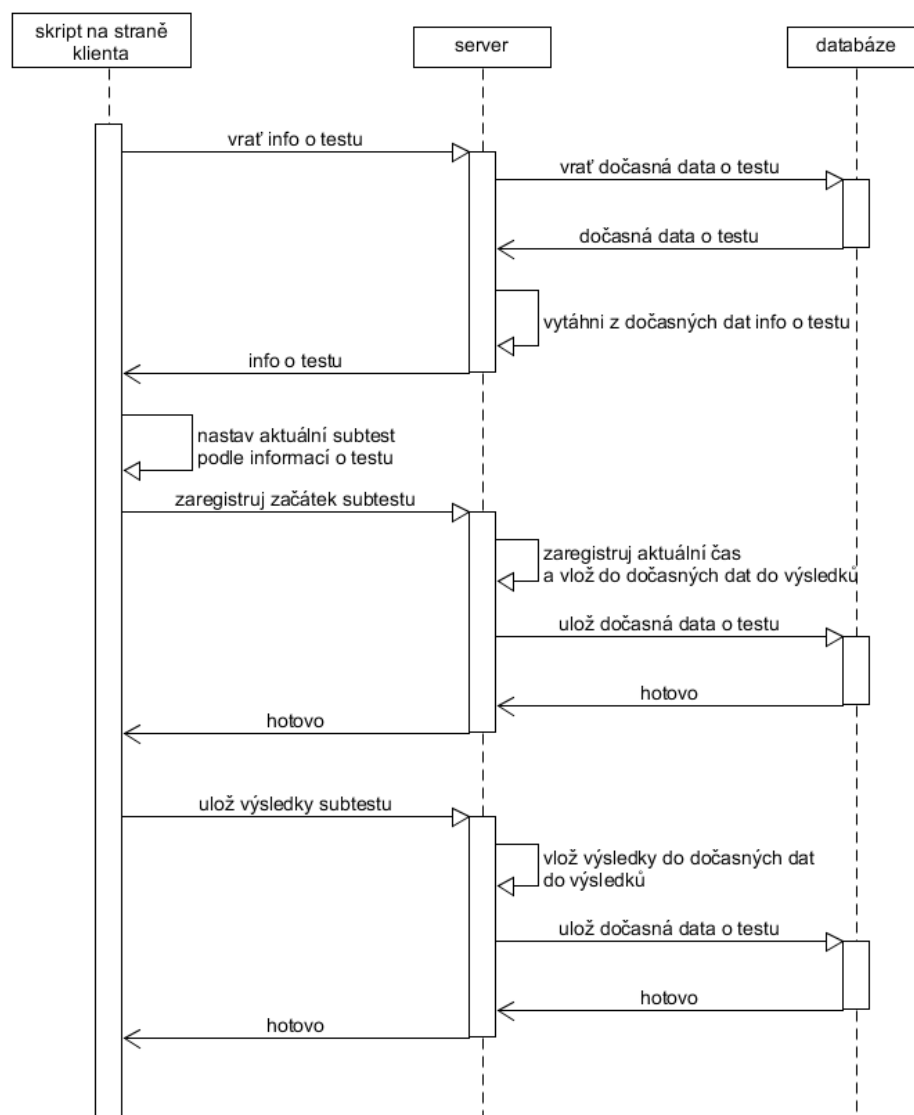 skript na straně
klienta
server
databáze
vrať info o testu
vrať dočasná data o testu
dočasná data o testu
vytáhni z dočasných dat info o testu
info o testu
nastav aktuální subtest
podle informací o testu
zaregistruj začátek subtestu
zaregistruj aktuální čas
a vlož do dočasných dat do výsledků
ulož dočasná data o testu
hotovo
hotovo
ulož výsledky subtestu
vlož výsledky do dočasných dat
do výsledků
ulož dočasná data o testu
hotovo
hotovo